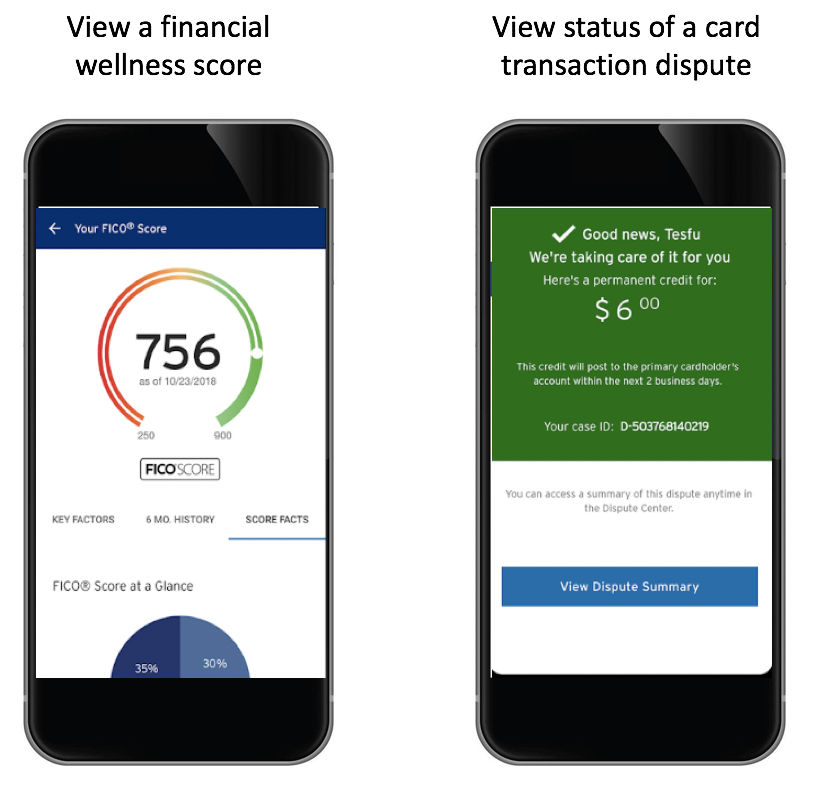 View a financial
wellness score
Your FICO® Score
756
as of 10/23/2018
250
900
FICO® SCORE
KEY FACTORS
6 MO. HISTORY
SCORE FACTS
FICO® Score at a Glance
35%
30%
View status of a card
transaction dispute
Good news, Tesfu
We're taking care of it for you
Here's a permanent credit for:
$ 6 00
This credit will post to the primary cardholder's
account within the next 2 business days.
Your case ID: D-503768140219
You can access a summary of this dispute anytime in
the Dispute Center.
View Dispute Summary